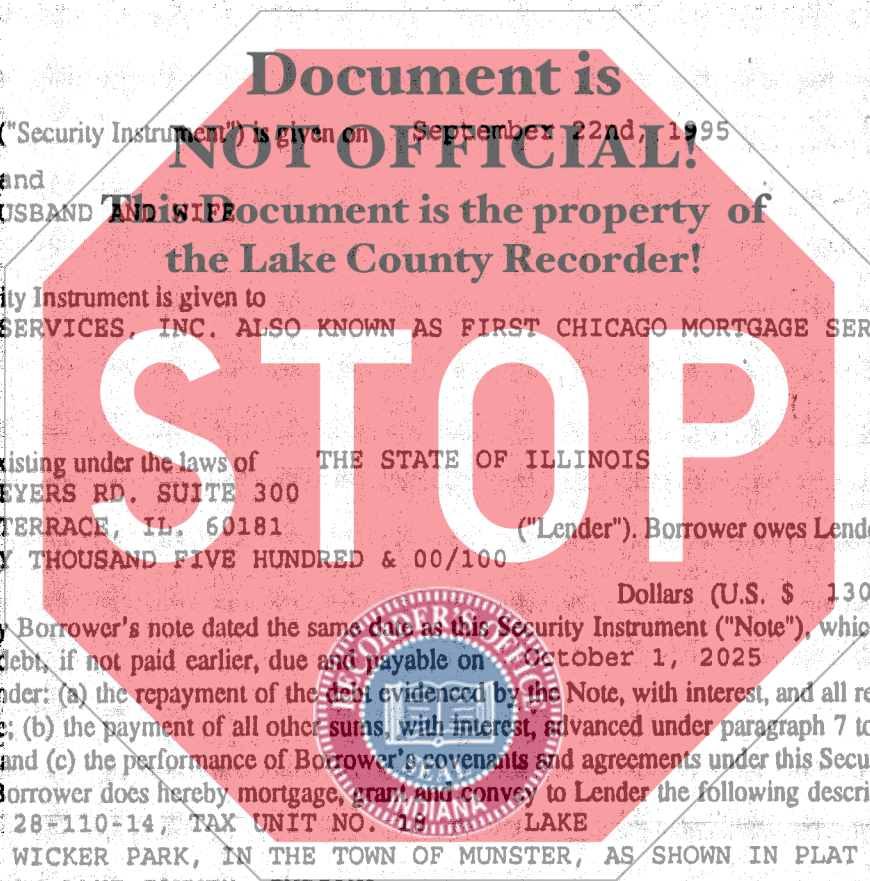 Document is
("Security Instrument") is given on September 22nd, 1995
NOT OFFICIAL!
and
USBAND AND WIFE
This Document is the property of
the Lake County Recorder!
ity Instrument is given to
SERVICES, INC. ALSO KNOWN AS FIRST CHICAGO MORTGAGE SER
STOP
xisting under the laws of THE STATE OF ILLINOIS
EYERS RD. SUITE 300
TERRACE, IL. 60181 ("Lender"). Borrower owes Lende
Y THOUSAND FIVE HUNDRED & 00/100
Dollars (U.S. $ 130
y Borrower's note dated the same date as this Security Instrument ("Note"), whic
debt, if not paid earlier, due and payable on October 1, 2025
nder: (a) the repayment of the debt evidenced by the Note, with interest, and all re
; (b) the payment of all other sums, with interest, advanced under paragraph 7 to
and (c) the performance of Borrower's covenants and agreements under this Secu
Borrower does hereby mortgage, grant and convey to Lender the following descri
28-110-14, TAX UNIT NO. 18 LAKE
WICKER PARK, IN THE TOWN OF MUNSTER, AS SHOWN IN PLAT
RECORDER'S OFFICE
SEAL
INDIANA